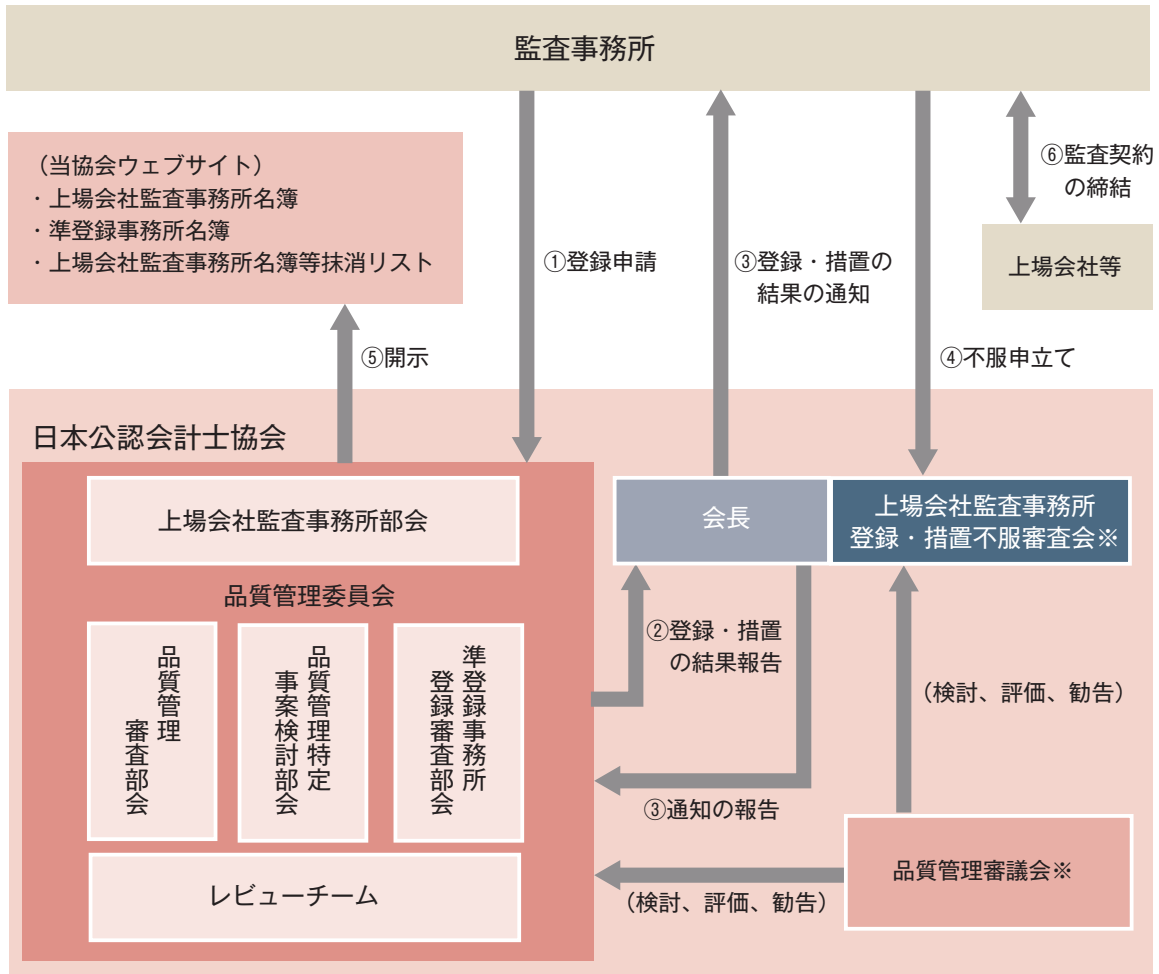 監査事務所
（当協会ウェブサイト）
・上場会社監査事務所名簿
・準登録事務所名簿
・上場会社監査事務所名簿等抹消リスト
①登録申請
③登録・措置の
結果の通知
⑥監査契約
の締結
上場会社等
⑤開示
④不服申立て
日本公認会計士協会
上場会社監査事務所部会
会長
上場会社監査事務所
登録・措置不服審査会※
品質管理委員会
品質管理
審査部会
品質管理特定
事案検討部会
準登録事務所
登録審査部会
②登録・措置
の結果報告
（検討、評価、勧告）
③通知の報告
レビューチーム
（検討、評価、勧告）
品質管理審議会※